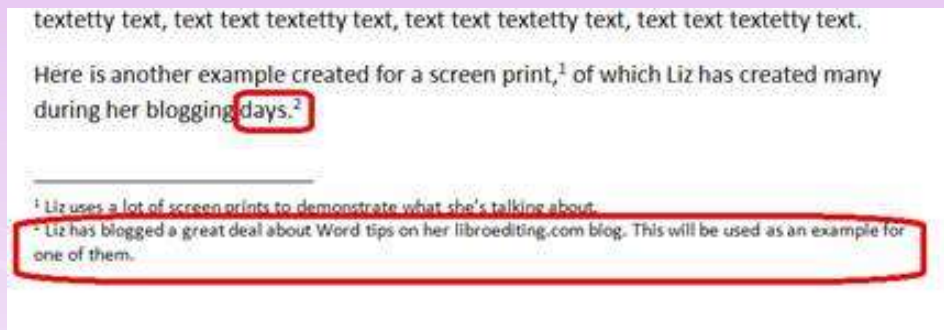 textetty text, text text textetty text, text text textetty text, text text textetty text.
Here is another example created for a screen print,¹ of which Liz has created many
during her blogging days.²
¹ Liz uses a lot of screen prints to demonstrate what she's talking about.
² Liz has blogged a great deal about Word tips on her libroediting.com blog. This will be used as an example for
one of them.